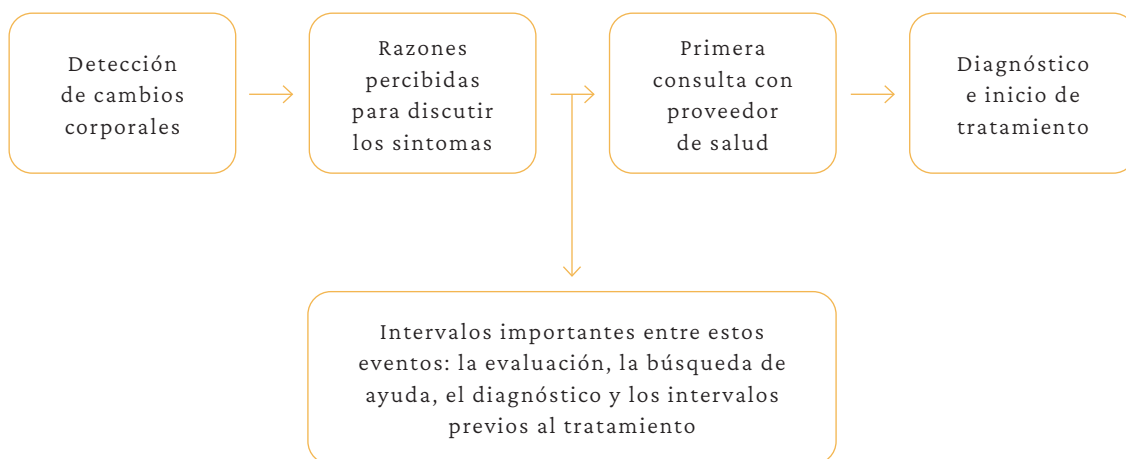 Detección
de cambios
corporales
Razones
percibidas
para discutir
los sintomas
Primera
consulta con
proveedor
de salud
Diagnóstico
e inicio de
tratamiento
Intervalos importantes entre estos
eventos: la evaluación, la búsqueda de
ayuda, el diagnóstico y los intervalos
previos al tratamiento